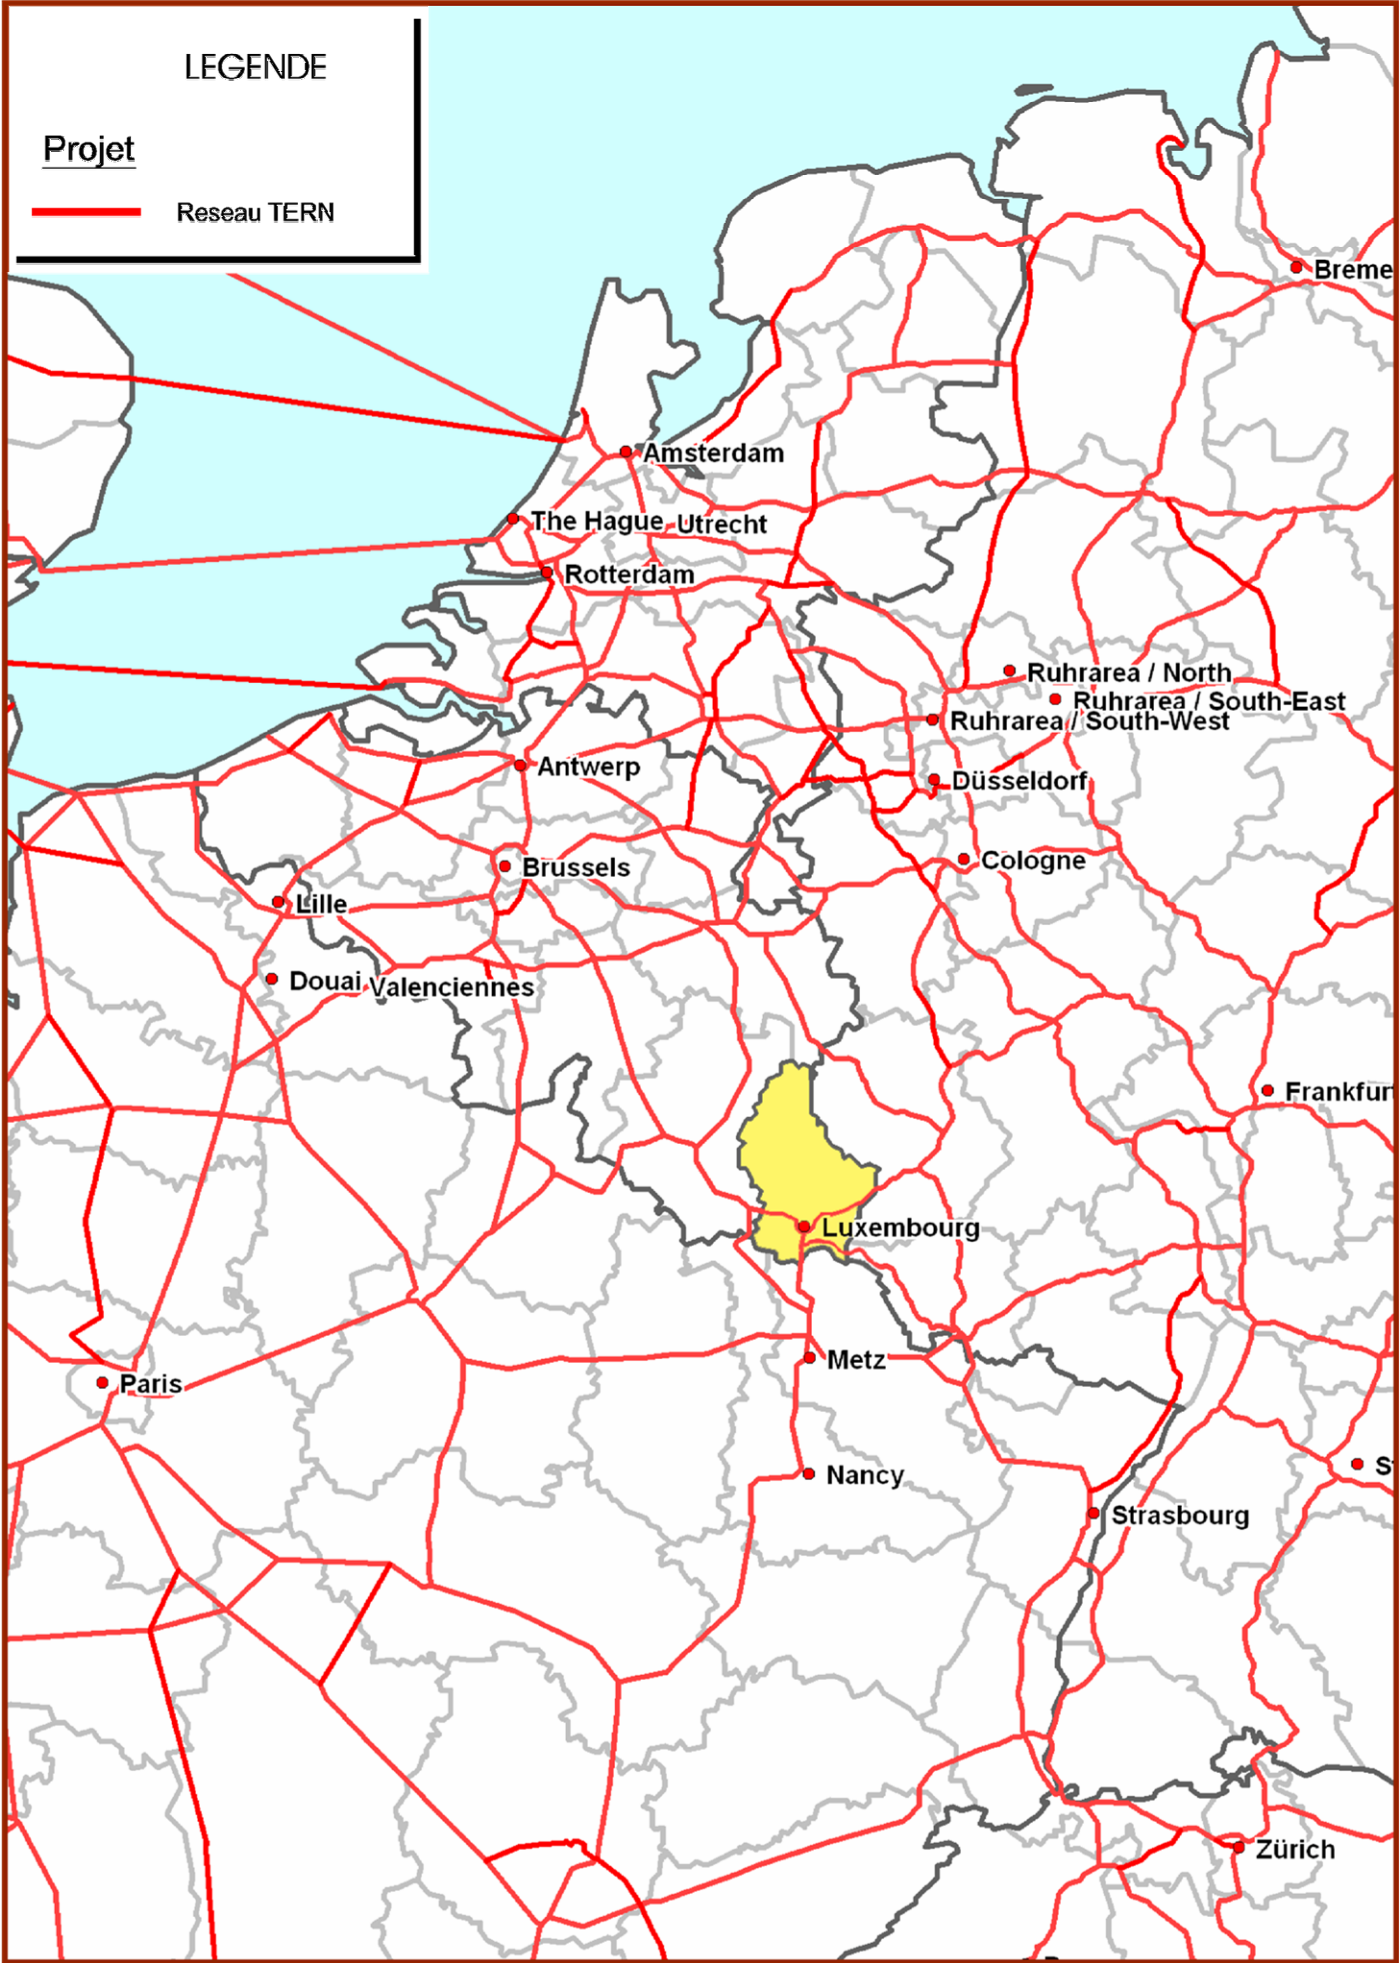 LEGENDE
Projet
Reseau TERN
Breme
Amsterdam
The Hague
Utrecht
Rotterdam
Ruhrarea / North
Ruhrarea / South-East
Ruhrarea / South-West
Antwerp
Düsseldorf
Brussels
Cologne
Lille
Douai
Valenciennes
Frankfur
Luxembourg
Metz
Paris
Nancy
S
Strasbourg
Zürich